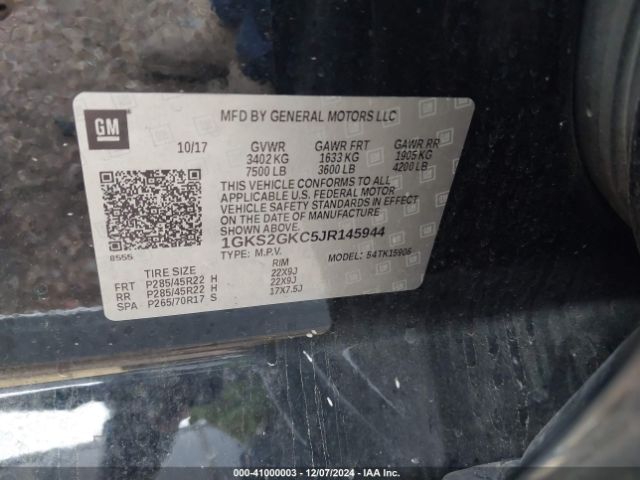 GM
MFD BY GENERAL MOTORS LLC
10/17 GVWR GAWR FRT GAWR RR
3402 KG 1633 KG 1905 KG
7500 LB 3600 LB 4200 LB
THIS VEHICLE CONFORMS TO ALL
APPLICABLE U.S. FEDERAL MOTOR
VEHICLE SAFETY STANDARDS IN EFFECT
ON THE DATE OF MANUFACTURE
SHOWN ABOVE.
1GKS2GKC5JR145944
8555 TYPE: M.P.V. MODEL: 54TK15906
TIRE SIZE RIM
FRT P285/45R22 H 22X9J
RR P285/45R22 H 22X9J
SPA P265/70R17 S 17X7.5J
000-41000003 — 12/07/2024 — IAA Inc.